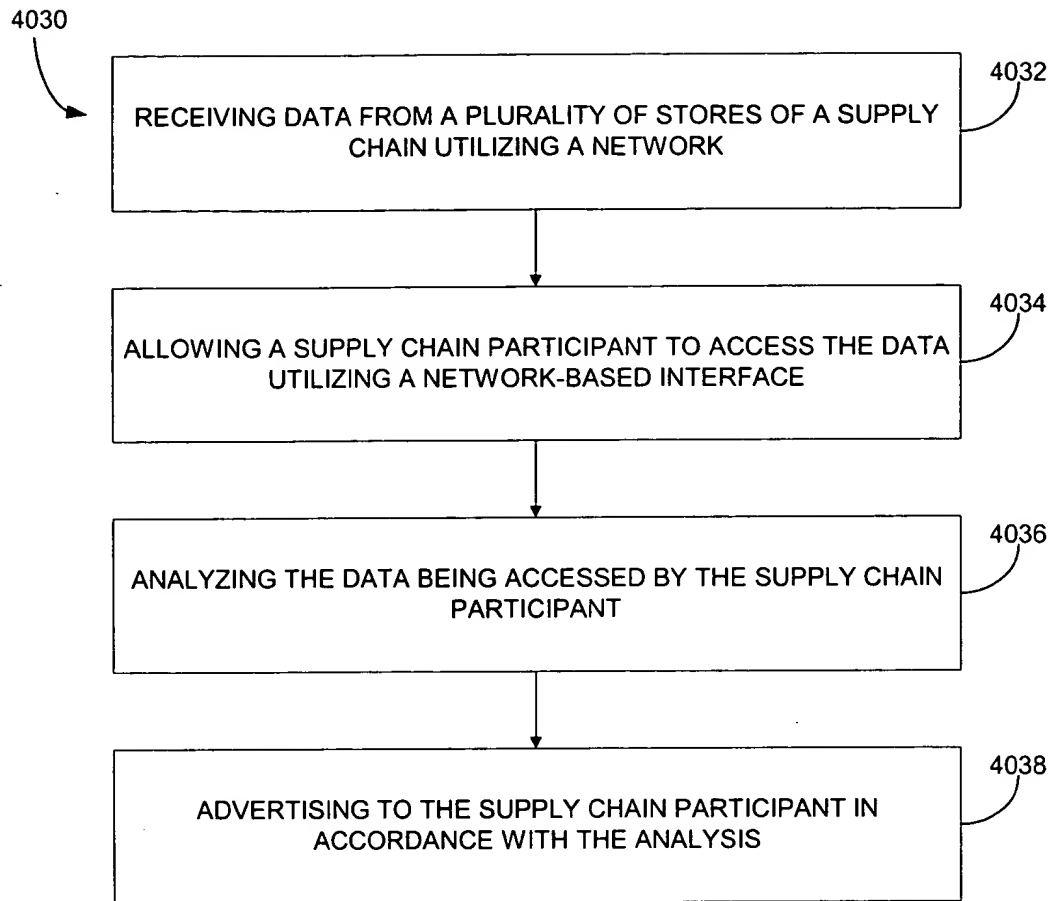 4030
4032
RECEIVING DATA FROM A PLURALITY OF STORES OF A SUPPLY
CHAIN UTILIZING A NETWORK
4034
ALLOWING A SUPPLY CHAIN PARTICIPANT TO ACCESS THE DATA
UTILIZING A NETWORK-BASED INTERFACE
4036
ANALYZING THE DATA BEING ACCESSED BY THE SUPPLY CHAIN
PARTICIPANT
4038
ADVERTISING TO THE SUPPLY CHAIN PARTICIPANT IN
ACCORDANCE WITH THE ANALYSIS